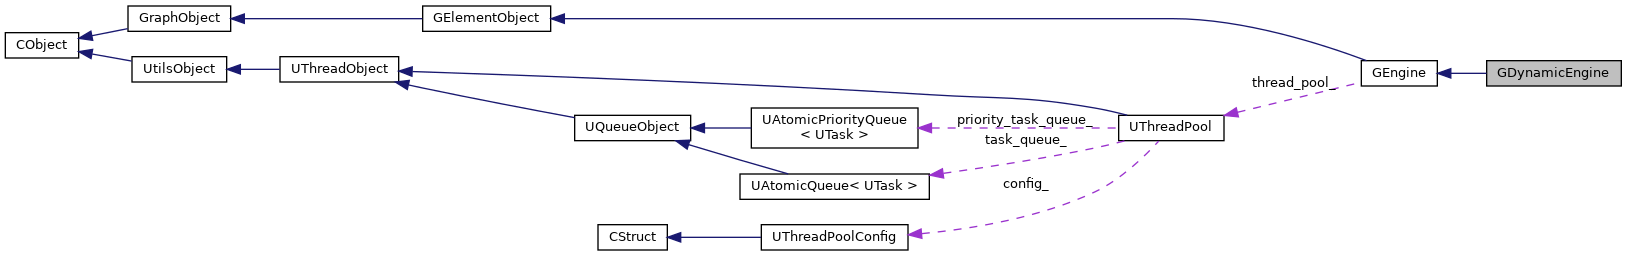 GraphObject
GElementObject
CObject
UtilsObject
UThreadObject
GEngine
GDynamicEngine
thread_pool_
UQueueObject
UAtomicPriorityQueue
< UTask >
priority_task_queue_
UThreadPool
task_queue_
UAtomicQueue< UTask >
config_
CStruct
UThreadPoolConfig